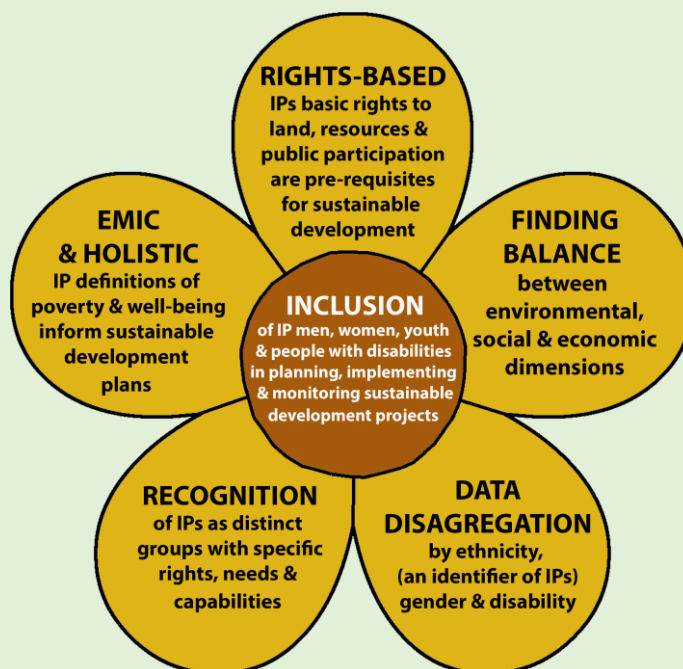 RIGHTS-BASED
IPs basic rights to
land, resources &
public participation
are pre-requisites
for sustainable
development
EMIC
& HOLISTIC
IP definitions of
poverty & well-being
inform sustainable
development
plans
FINDING
BALANCE
between
environmental,
social & economic
dimensions
INCLUSION
of IP men, women, youth
& people with disabilities
in planning, implementing
& monitoring sustainable
development projects
RECOGNITION
of IPs as distinct
groups with specific
rights, needs &
capabilities
DATA
DISAGREGATION
by ethnicity,
(an identifier of IPs)
gender & disability